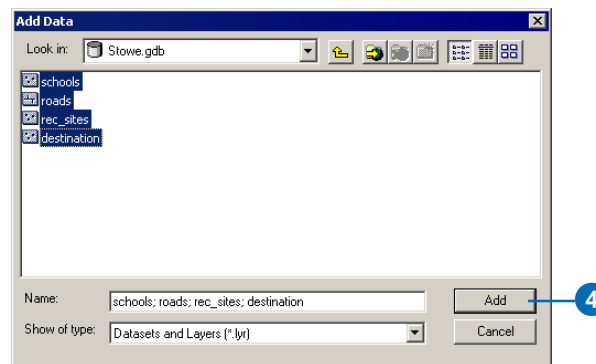 Add Data
Look in: Stowe.gdb
schools
roads
rec_sites
destination
Name: schools; roads; rec_sites; destination Add 4
Show of type: Datasets and Layers (*.lyr) Cancel